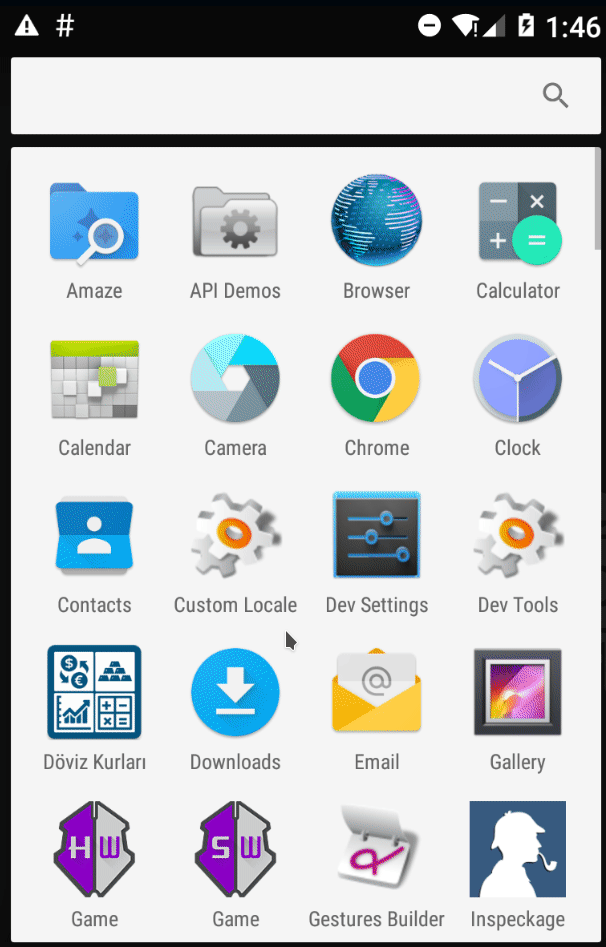 # 1:46
Amaze API Demos Browser Calculator
Calendar Camera Chrome Clock
Contacts Custom Locale Dev Settings Dev Tools
Döviz Kurları Downloads Email Gallery
HW SW
Game Game Gestures Builder Inspeckage